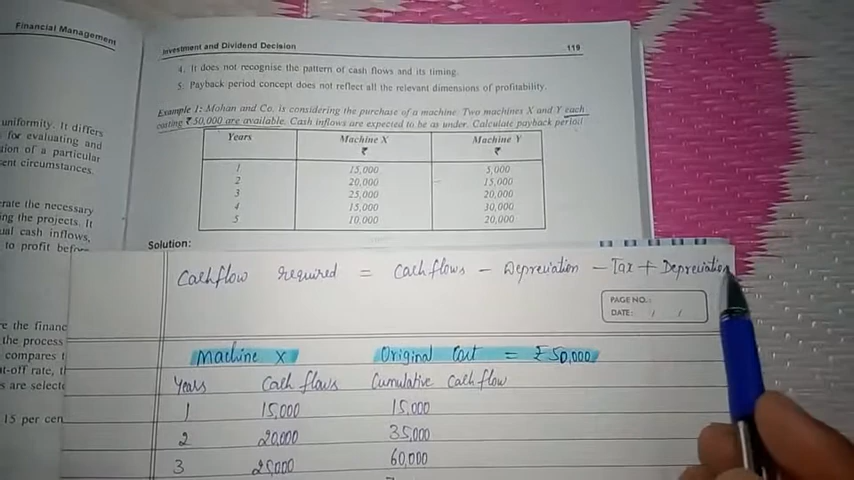 Financial Management
Investment and Dividend Decision
119
4. It does not recognise the pattern of cash flows and its timing.
5. Payback period concept does not reflect all the relevant dimensions of profitability.
Example 1: Mohan and Co. is considering the purchase of a machine. Two machines X and Y each
costing ₹ 50,000 are available. Cash inflows are expected to be as under. Calculate payback period
Years Machine X Machine Y
₹ ₹
1 15,000 5,000
2 20,000 15,000
3 25,000 20,000
4 15,000 30,000
5 10,000 20,000
Solution:
uniformity. It differs
for evaluating and
tion of a particular
ent circumstances.
erate the necessary
ing the projects. It
ual cash inflows,
to profit before
re the financ
the process
compares t
t-off rate, t
s are select
15 per cen
Cashflow required = Cashflows - Depreciation - Tax + Depreciation
PAGE NO.:
DATE: / /
Machine X Original Cost = ₹ 50,000
Years Cash flows Cumulative Cash flow
1 15,000 15,000
2 20,000 35,000
3 25,000 60,000